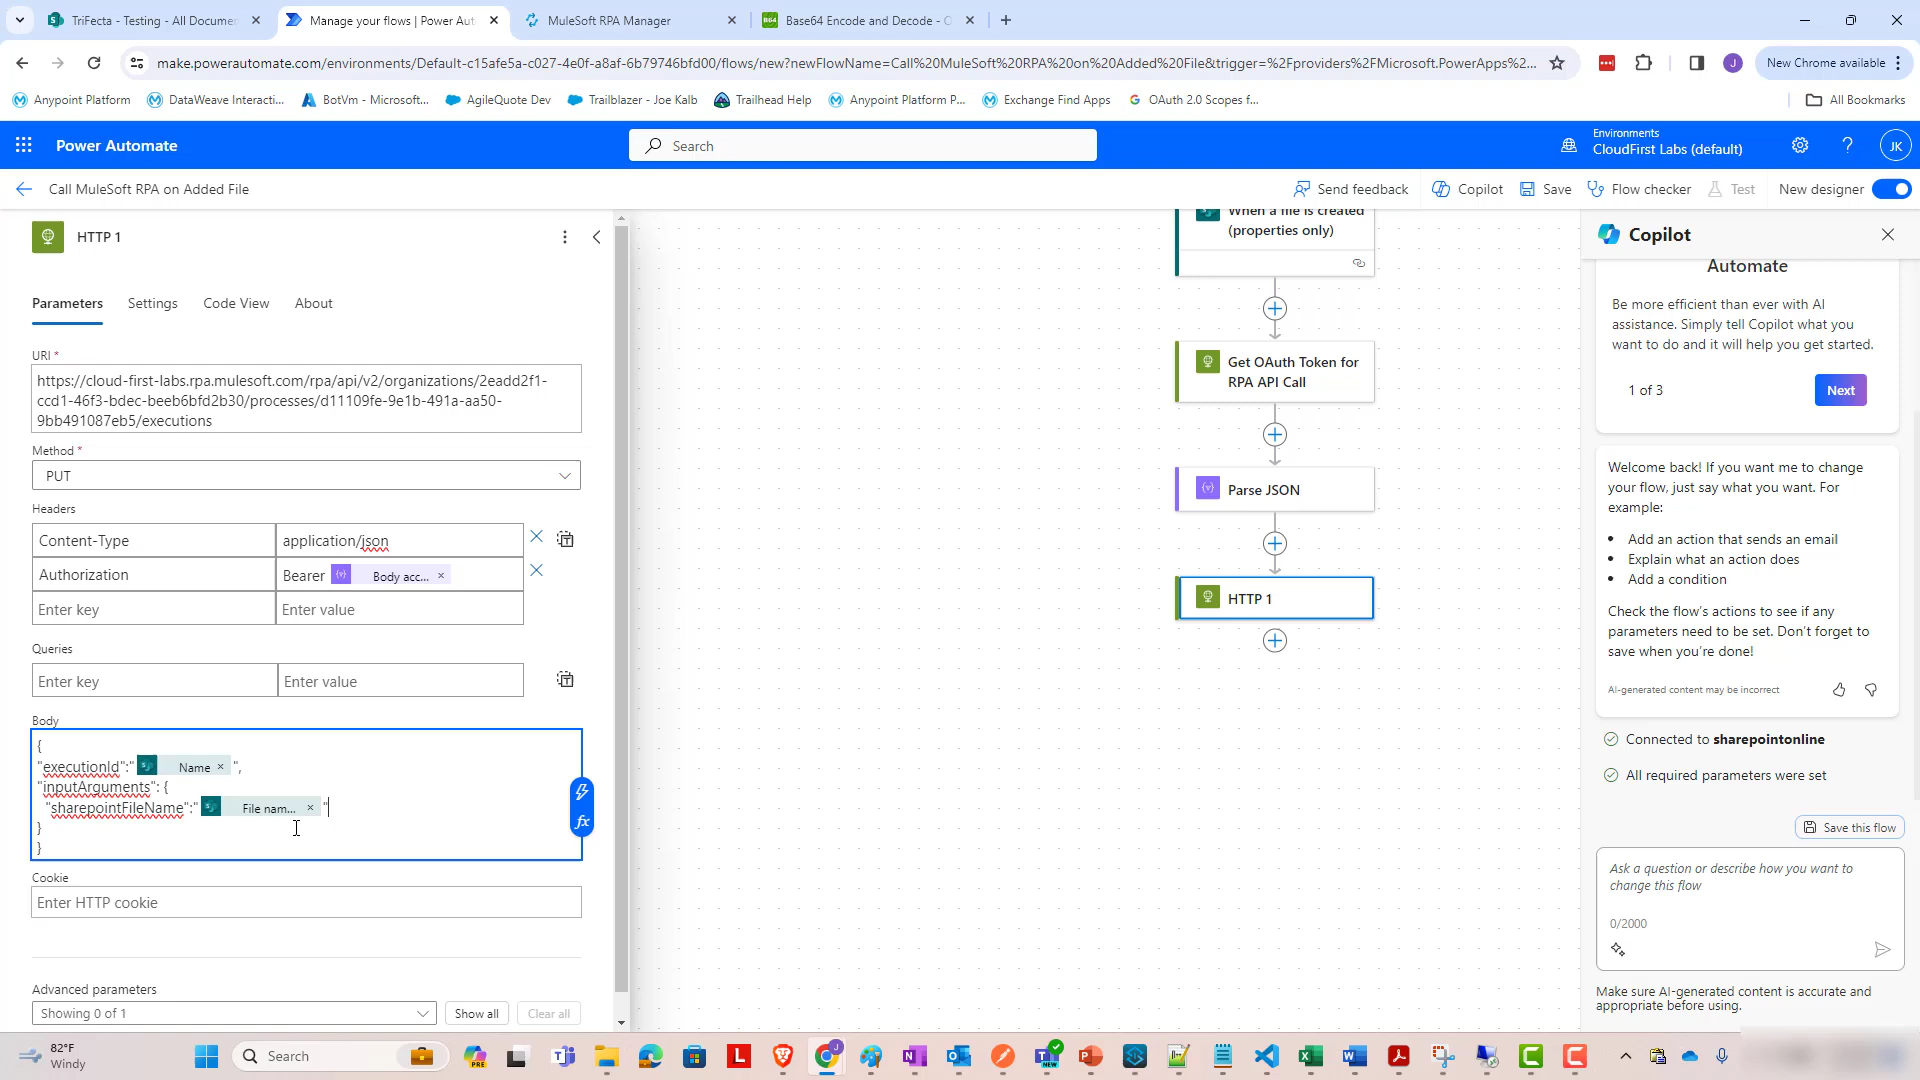 TriFecta - Testing - All Documen
Manage your flows | Power Aut
MuleSoft RPA Manager
Base64 Encode and Decode - O
make.powerautomate.com/environments/Default-c15afe5a-c027-4e0f-a8af-6b79746bfd00/flows/new?newFlowName=Call%20MuleSoft%20RPA%20on%20Added%20File&trigger=%2Fproviders%2FMicrosoft.PowerApps%2...
J
New Chrome available
Anypoint Platform
DataWeave Interacti...
BotVm - Microsoft...
AgileQuote Dev
Trailblazer - Joe Kalb
Trailhead Help
Anypoint Platform P...
Exchange Find Apps
OAuth 2.0 Scopes f...
All Bookmarks
Power Automate
Search
Environments
CloudFirst Labs (default)
JK
Call MuleSoft RPA on Added File
Send feedback
Copilot
Save
Flow checker
Test
New designer
HTTP 1
Parameters
Settings
Code View
About
URI *
https://cloud-first-labs.rpa.mulesoft.com/rpa/api/v2/organizations/2eadd2f1-
ccd1-46f3-bdec-beeb6bfd2b30/processes/d11109fe-9e1b-491a-aa50-
9bb491087eb5/executions
Method *
PUT
Headers
Content-Type
application/json
Authorization
Bearer Body acc... ×
Enter key
Enter value
Queries
Enter key
Enter value
Body
{
"executionId":" Name × ",
"inputArguments": {
"sharepointFileName":" File nam... × "
}
}
fx
Cookie
Enter HTTP cookie
Advanced parameters
Showing 0 of 1
Show all
Clear all
When a file is created
(properties only)
Get OAuth Token for
RPA API Call
Parse JSON
HTTP 1
Copilot
Automate
Be more efficient than ever with AI
assistance. Simply tell Copilot what you
want to do and it will help you get started.
1 of 3
Next
Welcome back! If you want me to change
your flow, just say what you want. For
example:
• Add an action that sends an email
• Explain what an action does
• Add a condition
Check the flow's actions to see if any
parameters need to be set. Don't forget to
save when you're done!
AI-generated content may be incorrect
Connected to sharepointonline
All required parameters were set
Save this flow
Ask a question or describe how you want to
change this flow
0/2000
Make sure AI-generated content is accurate and
appropriate before using.
82°F
Windy
Search